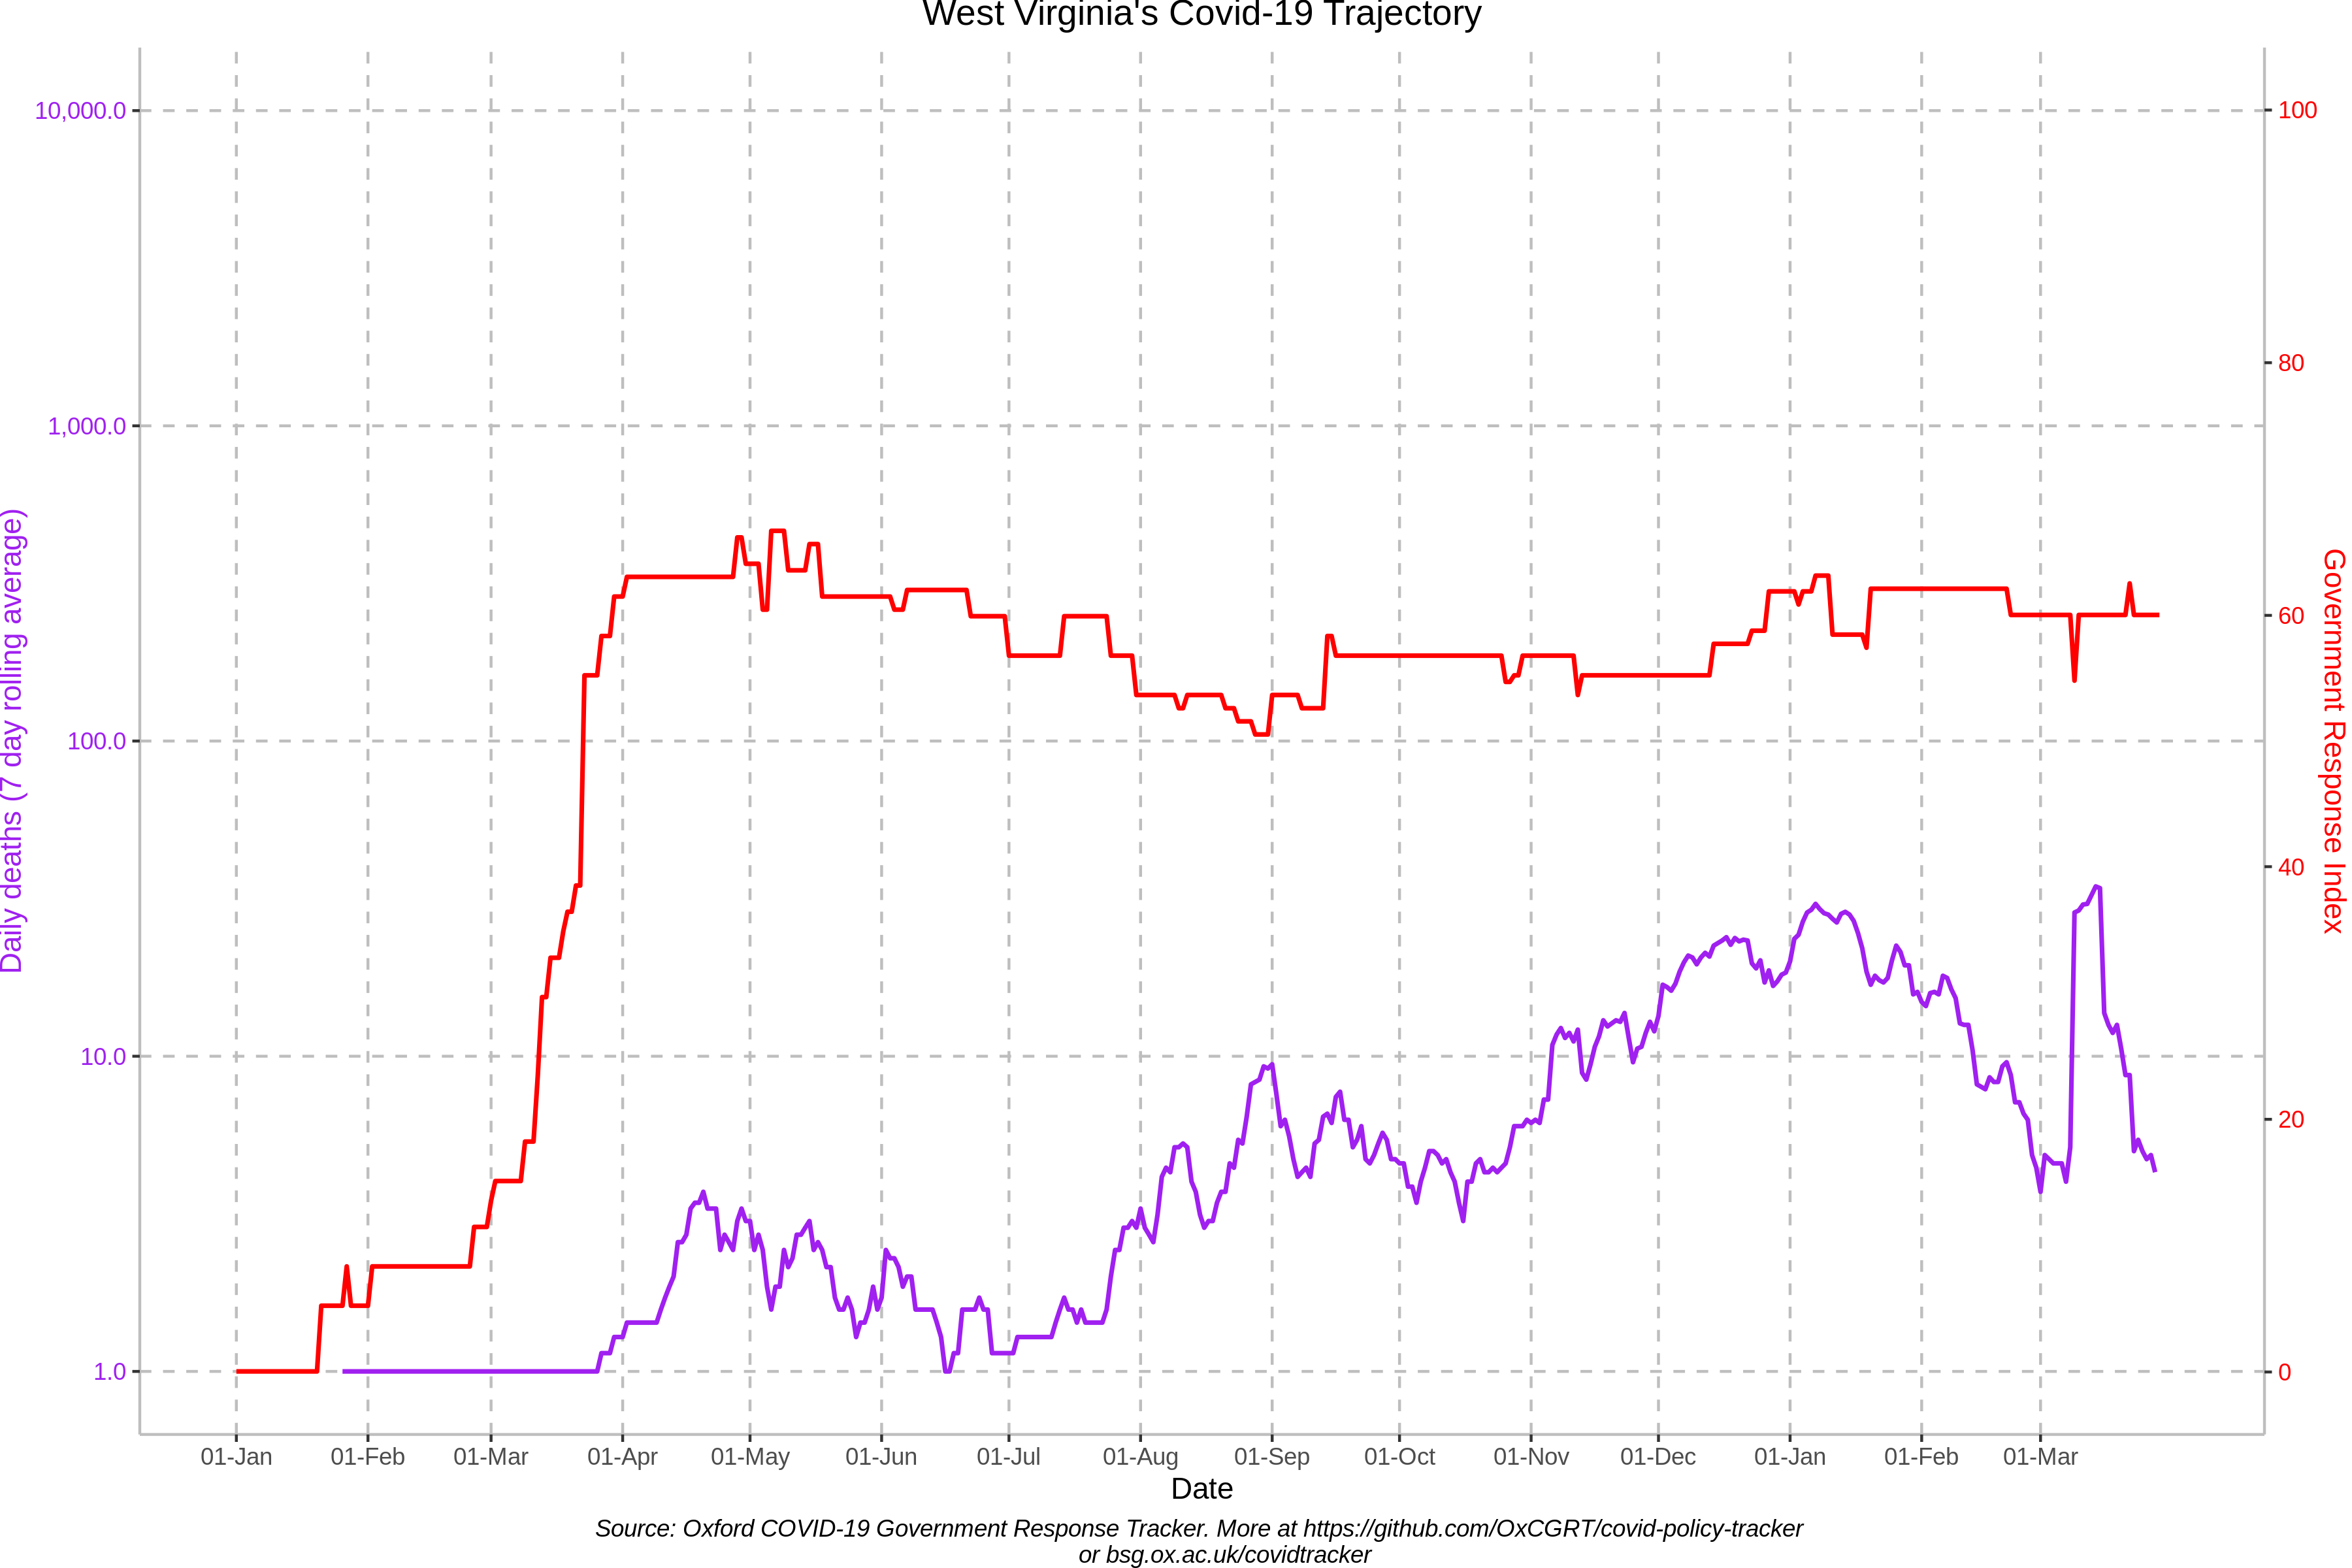 West Virginia's Covid-19 Trajectory
10,000.0
1,000.0
100.0
10.0
1.0
Daily deaths (7 day rolling average)
100
80
60
40
20
0
Government Response Index
01-Jan 01-Feb 01-Mar 01-Apr 01-May 01-Jun 01-Jul 01-Aug 01-Sep 01-Oct 01-Nov 01-Dec 01-Jan 01-Feb 01-Mar
Date
Source: Oxford COVID-19 Government Response Tracker. More at https://github.com/OxCGRT/covid-policy-tracker
or bsg.ox.ac.uk/covidtracker